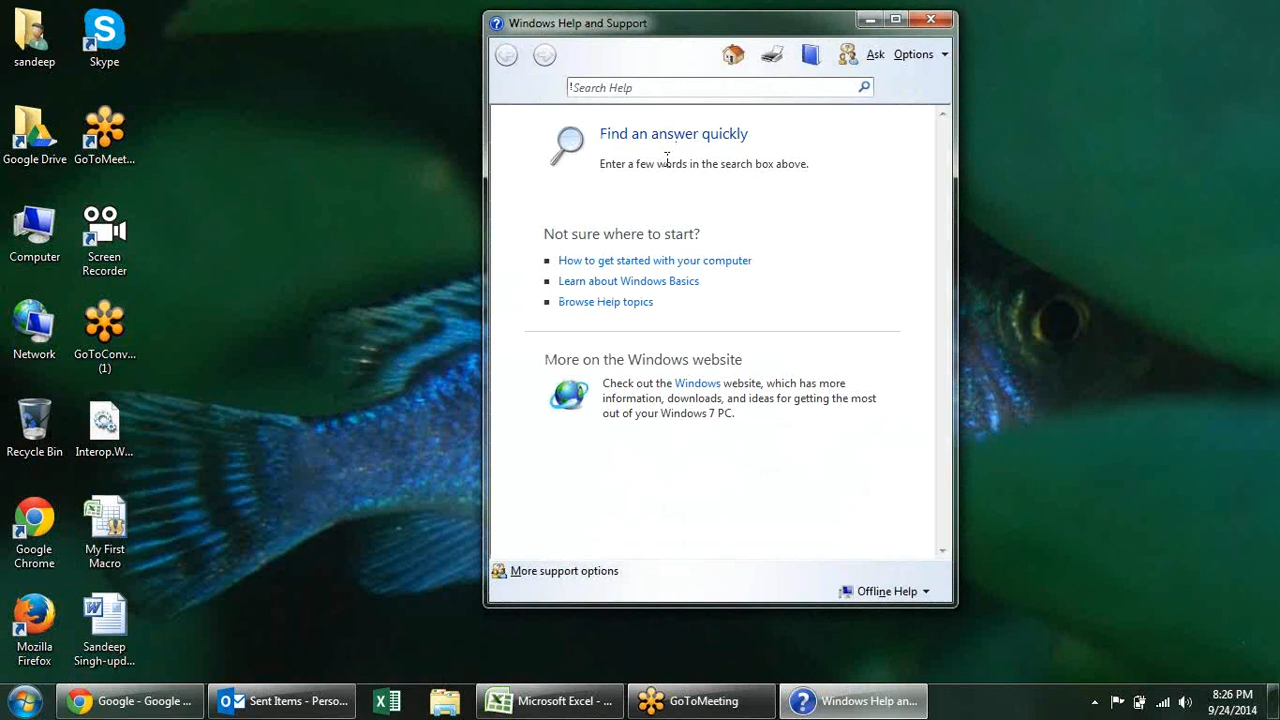 sandeep
Skype
Google Drive
GoToMeet...
Computer
Screen
Recorder
Network
GoToConv...
(1)
Recycle Bin
Interop.W...
Google
Chrome
My First
Macro
Mozilla
Firefox
Sandeep
Singh-upd...
Windows Help and Support
Ask
Options
Search Help
Find an answer quickly
Enter a few words in the search box above.
Not sure where to start?
How to get started with your computer
Learn about Windows Basics
Browse Help topics
More on the Windows website
Check out the Windows website, which has more
information, downloads, and ideas for getting the most
out of your Windows 7 PC.
More support options
Offline Help
Google - Google ...
Sent Items - Perso...
Microsoft Excel - ...
GoToMeeting
Windows Help an...
8:26 PM
9/24/2014